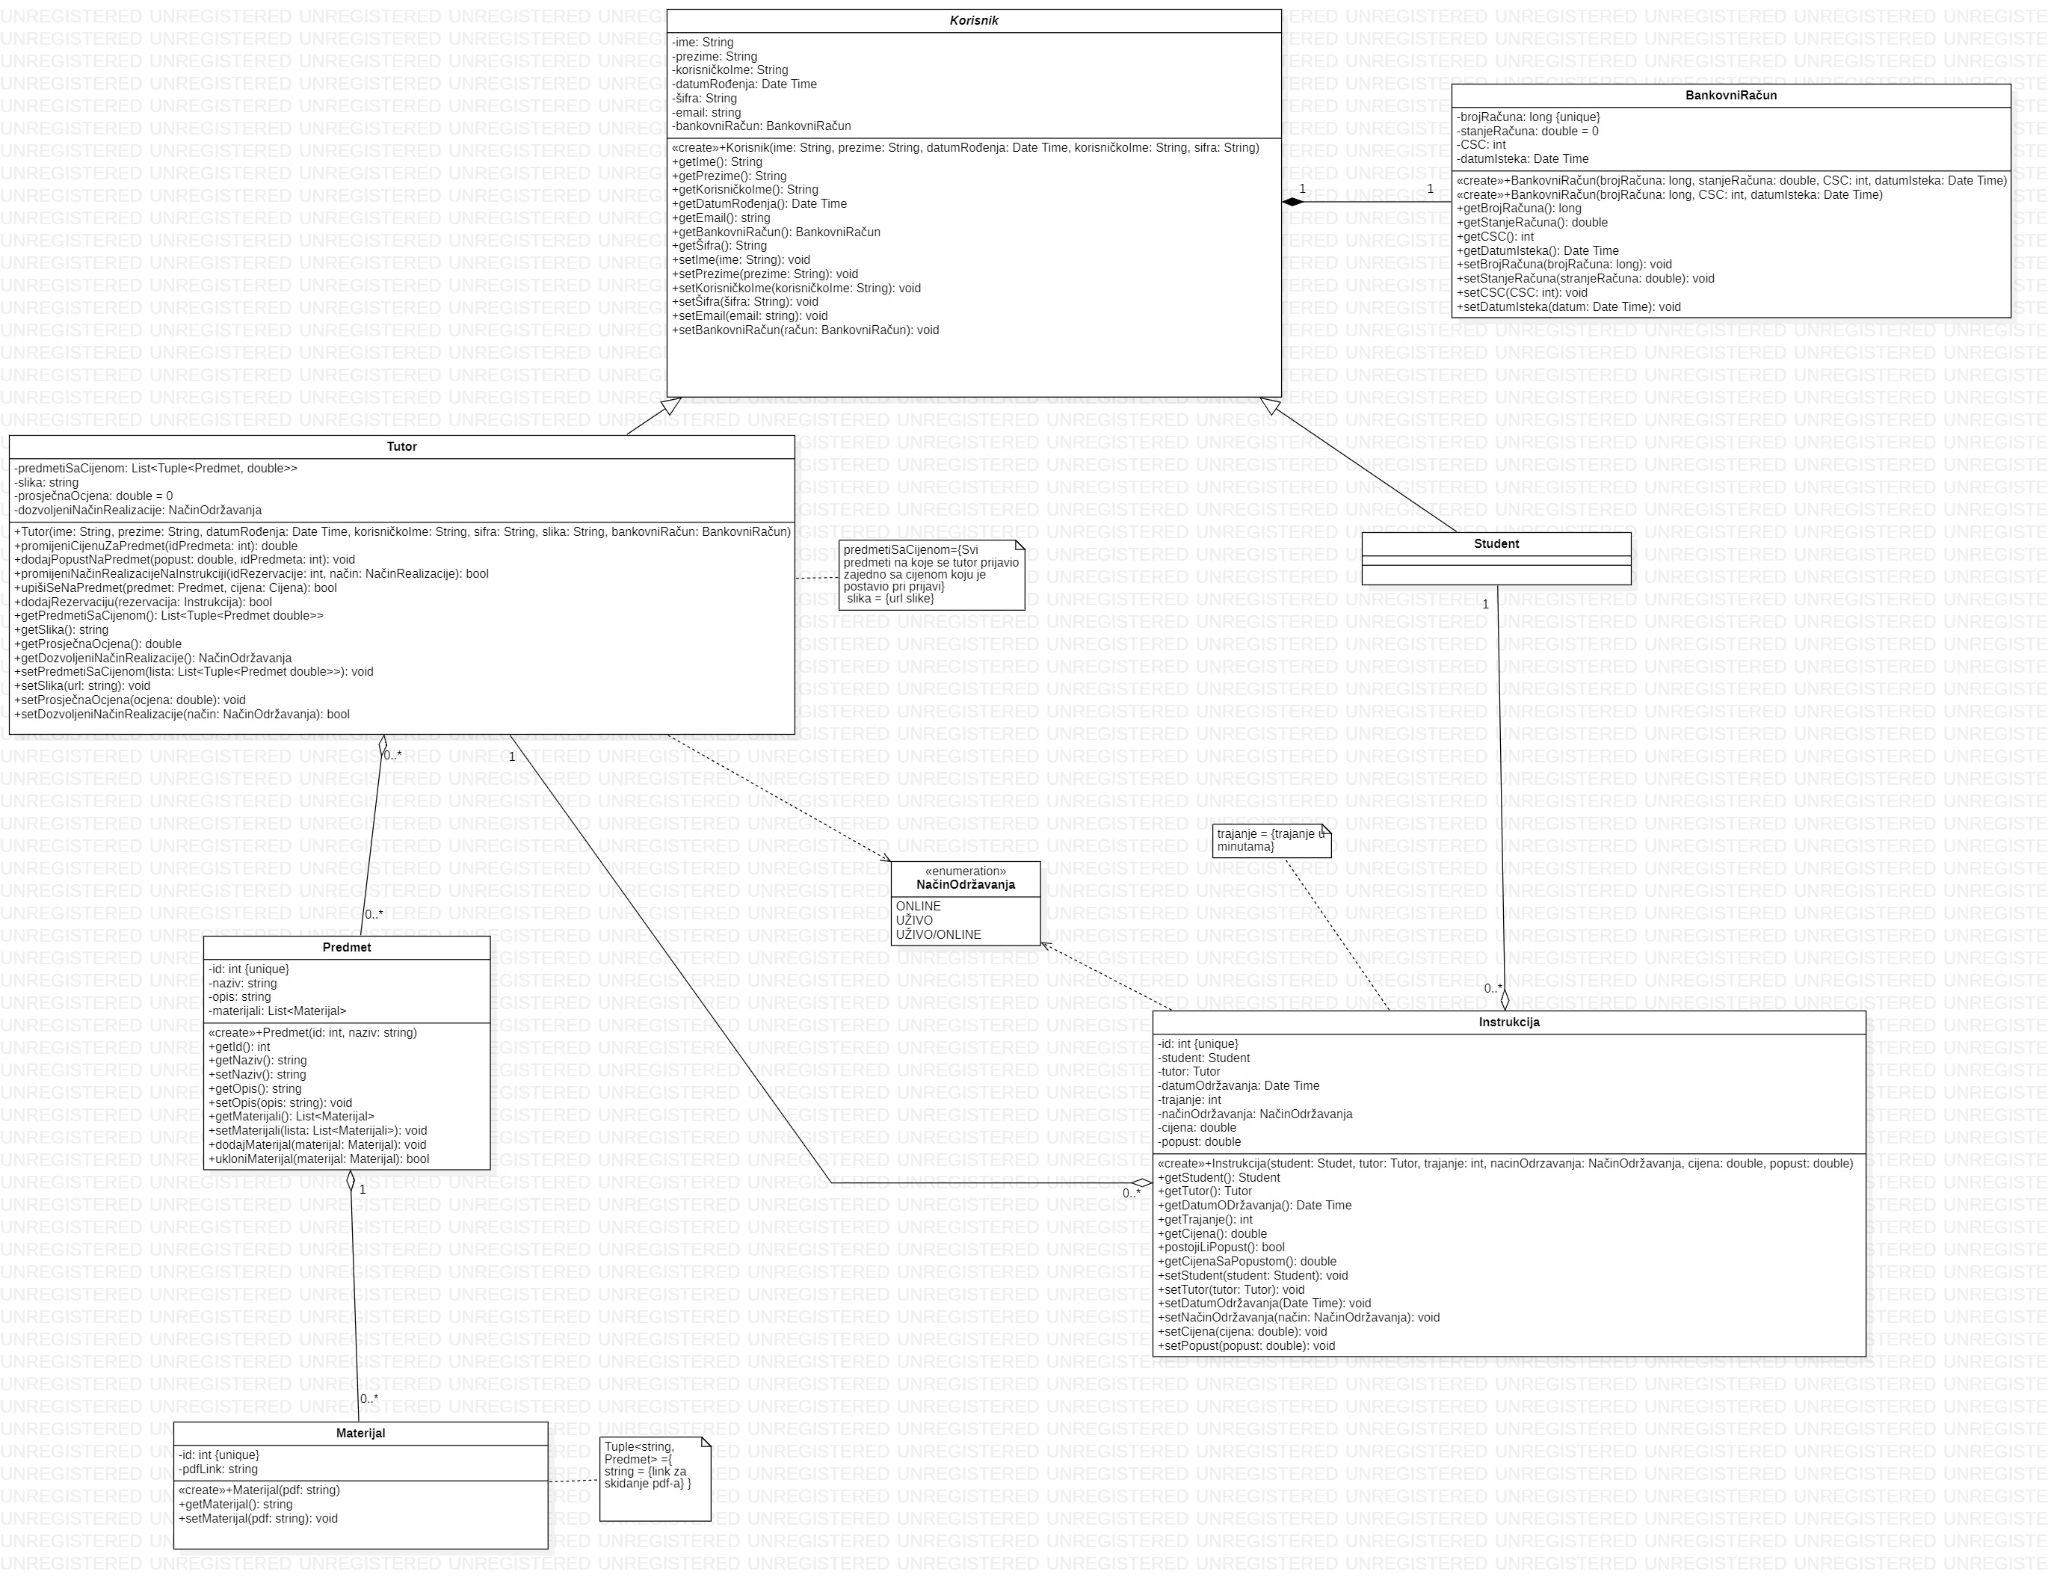 Korisnik
-ime: String
-prezime: String
-korisničkoIme: String
-datumRođenja: Date Time
-šifra: String
-email: string
-bankovniRačun: BankovniRačun
«create»+Korisnik(ime: String, prezime: String, datumRođenja: Date Time, korisničkoIme: String, sifra: String)
+getIme(): String
+getPrezime(): String
+getKorisničkoIme(): String
+getDatumRođenja(): Date Time
+getEmail(): string
+getBankovniRačun(): BankovniRačun
+getŠifra(): String
+setIme(ime: String): void
+setPrezime(prezime: String): void
+setKorisničkoIme(korisničkoIme: String): void
+setŠifra(šifra: String): void
+setEmail(email: string): void
+setBankovniRačun(račun: BankovniRačun): void
1
1
BankovniRačun
-brojRačuna: long {unique}
-stanjeRačuna: double = 0
-CSC: int
-datumIsteka: Date Time
«create»+BankovniRačun(brojRačuna: long, stanjeRačuna: double, CSC: int, datumIsteka: Date Time)
«create»+BankovniRačun(brojRačuna: long, CSC: int, datumIsteka: Date Time)
+getBrojRačuna(): long
+getStanjeRačuna(): double
+getCSC(): int
+getDatumIsteka(): Date Time
+setBrojRačuna(brojRačuna: long): void
+setStanjeRačuna(stranjeRačuna: double): void
+setCSC(CSC: int): void
+setDatumIsteka(datum: Date Time): void
Tutor
-predmetiSaCijenom: List<Tuple<Predmet, double>>
-slika: string
-prosječnaOcjena: double = 0
-dozvoljeniNačinRealizacije: NačinOdržavanja
+Tutor(ime: String, prezime: String, datumRođenja: Date Time, korisničkoIme: String, sifra: String, slika: String, bankovniRačun: BankovniRačun)
+promijeniCijenuZaPredmet(idPredmeta: int): double
+dodajPopustNaPredmet(popust: double, idPredmeta: int): void
+promijeniNačinRealizacijeNaInstrukciji(idRezervacije: int, način: NačinRealizacije): bool
+upišiSeNaPredmet(predmet: Predmet, cijena: Cijena): bool
+dodajRezervaciju(rezervacija: Instrukcija): bool
+getPredmetiSaCijenom(): List<Tuple<Predmet double>>
+getSlika(): string
+getProsječnaOcjena(): double
+getDozvoljeniNačinRealizacije(): NačinOdržavanja
+setPredmetiSaCijenom(lista: List<Tuple<Predmet double>>): void
+setSlika(url: string): void
+setProsječnaOcjena(ocjena: double): void
+setDozvoljeniNačinRealizacije(način: NačinOdržavanja): bool
predmetiSaCijenom={Svi
predmeti na koje se tutor prijavio
zajedno sa cijenom koju je
postavio pri prijavi}
slika = {url slike}
Student
1
0..*
1
0..*
trajanje = {trajanje u
minutama}
«enumeration»
NačinOdržavanja
ONLINE
UŽIVO
UŽIVO/ONLINE
Predmet
-id: int {unique}
-naziv: string
-opis: string
-materijali: List<Materijal>
«create»+Predmet(id: int, naziv: string)
+getId(): int
+getNaziv(): string
+setNaziv(): string
+getOpis(): string
+setOpis(opis: string): void
+getMaterijali(): List<Materijal>
+setMaterijali(lista: List<Materijali>): void
+dodajMaterijal(materijal: Materijal): void
+ukloniMaterijal(materijal: Materijal): bool
0..*
Instrukcija
-id: int {unique}
-student: Student
-tutor: Tutor
-datumOdržavanja: Date Time
-trajanje: int
-načinOdržavanja: NačinOdržavanja
-cijena: double
-popust: double
«create»+Instrukcija(student: Studet, tutor: Tutor, trajanje: int, nacinOdrzavanja: NačinOdržavanja, cijena: double, popust: double)
+getStudent(): Student
+getTutor(): Tutor
+getDatumODržavanja(): Date Time
+getTrajanje(): int
+getCijena(): double
+postojiLiPopust(): bool
+getCijenaSaPopustom(): double
+setStudent(student: Student): void
+setTutor(tutor: Tutor): void
+setDatumOdržavanja(Date Time): void
+setNačinOdržavanja(način: NačinOdržavanja): void
+setCijena(cijena: double): void
+setPopust(popust: double): void
0..*
1
0..*
Materijal
-id: int {unique}
-pdfLink: string
«create»+Materijal(pdf: string)
+getMaterijal(): string
+setMaterijal(pdf: string): void
Tuple<string,
Predmet> ={
string = {link za
skidanje pdf-a} }
UNREGISTERED